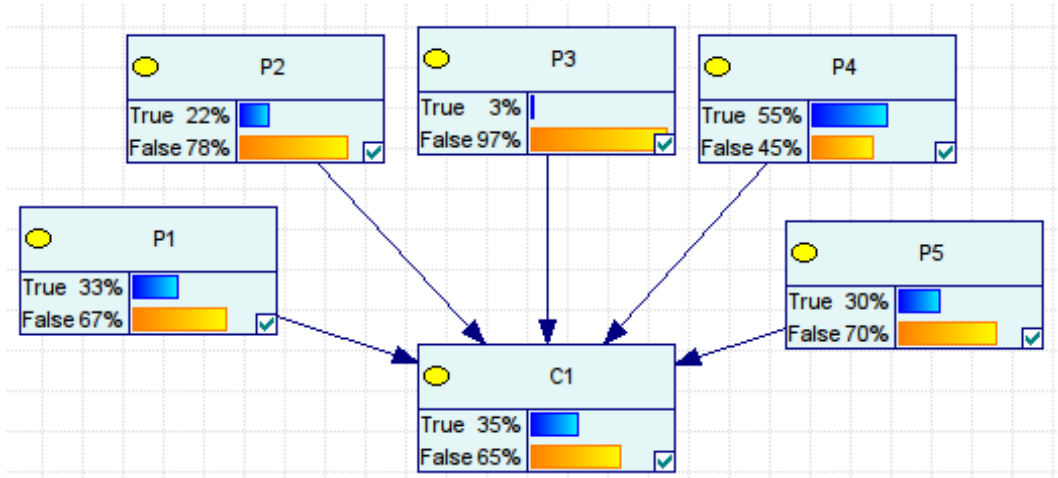 P2
True 22%
False 78%
P3
True 3%
False 97%
P4
True 55%
False 45%
P1
True 33%
False 67%
P5
True 30%
False 70%
C1
True 35%
False 65%